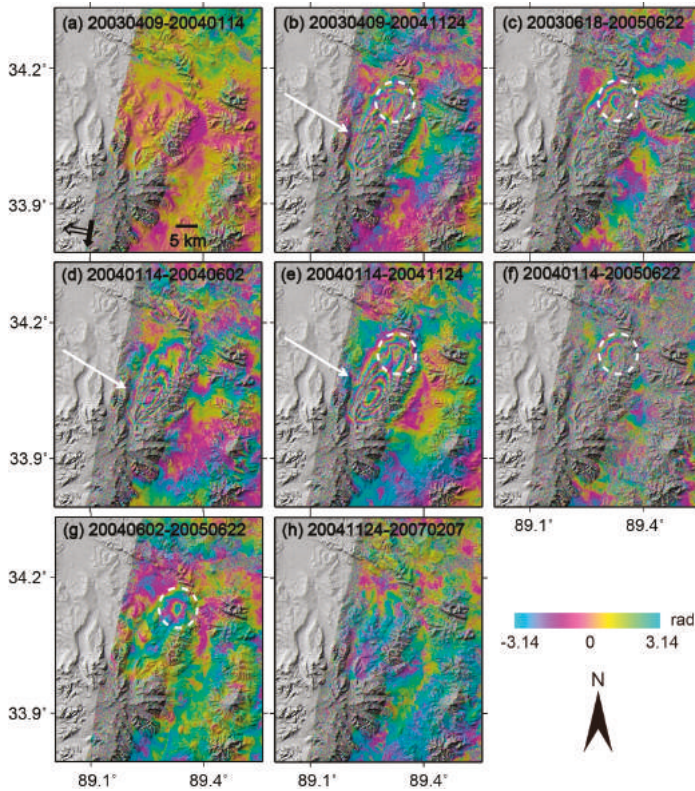 (a) 20030409-20040114
(b) 20030409-20041124
(c) 20030618-20050622
34.2°
33.9°
5 km
(d) 20040114-20040602
(e) 20040114-20041124
(f) 20040114-20050622
34.2°
33.9°
89.1°
89.4°
(g) 20040602-20050622
(h) 20041124-20070207
34.2°
33.9°
rad
-3.14
0
3.14
N
89.1°
89.4°
89.1°
89.4°